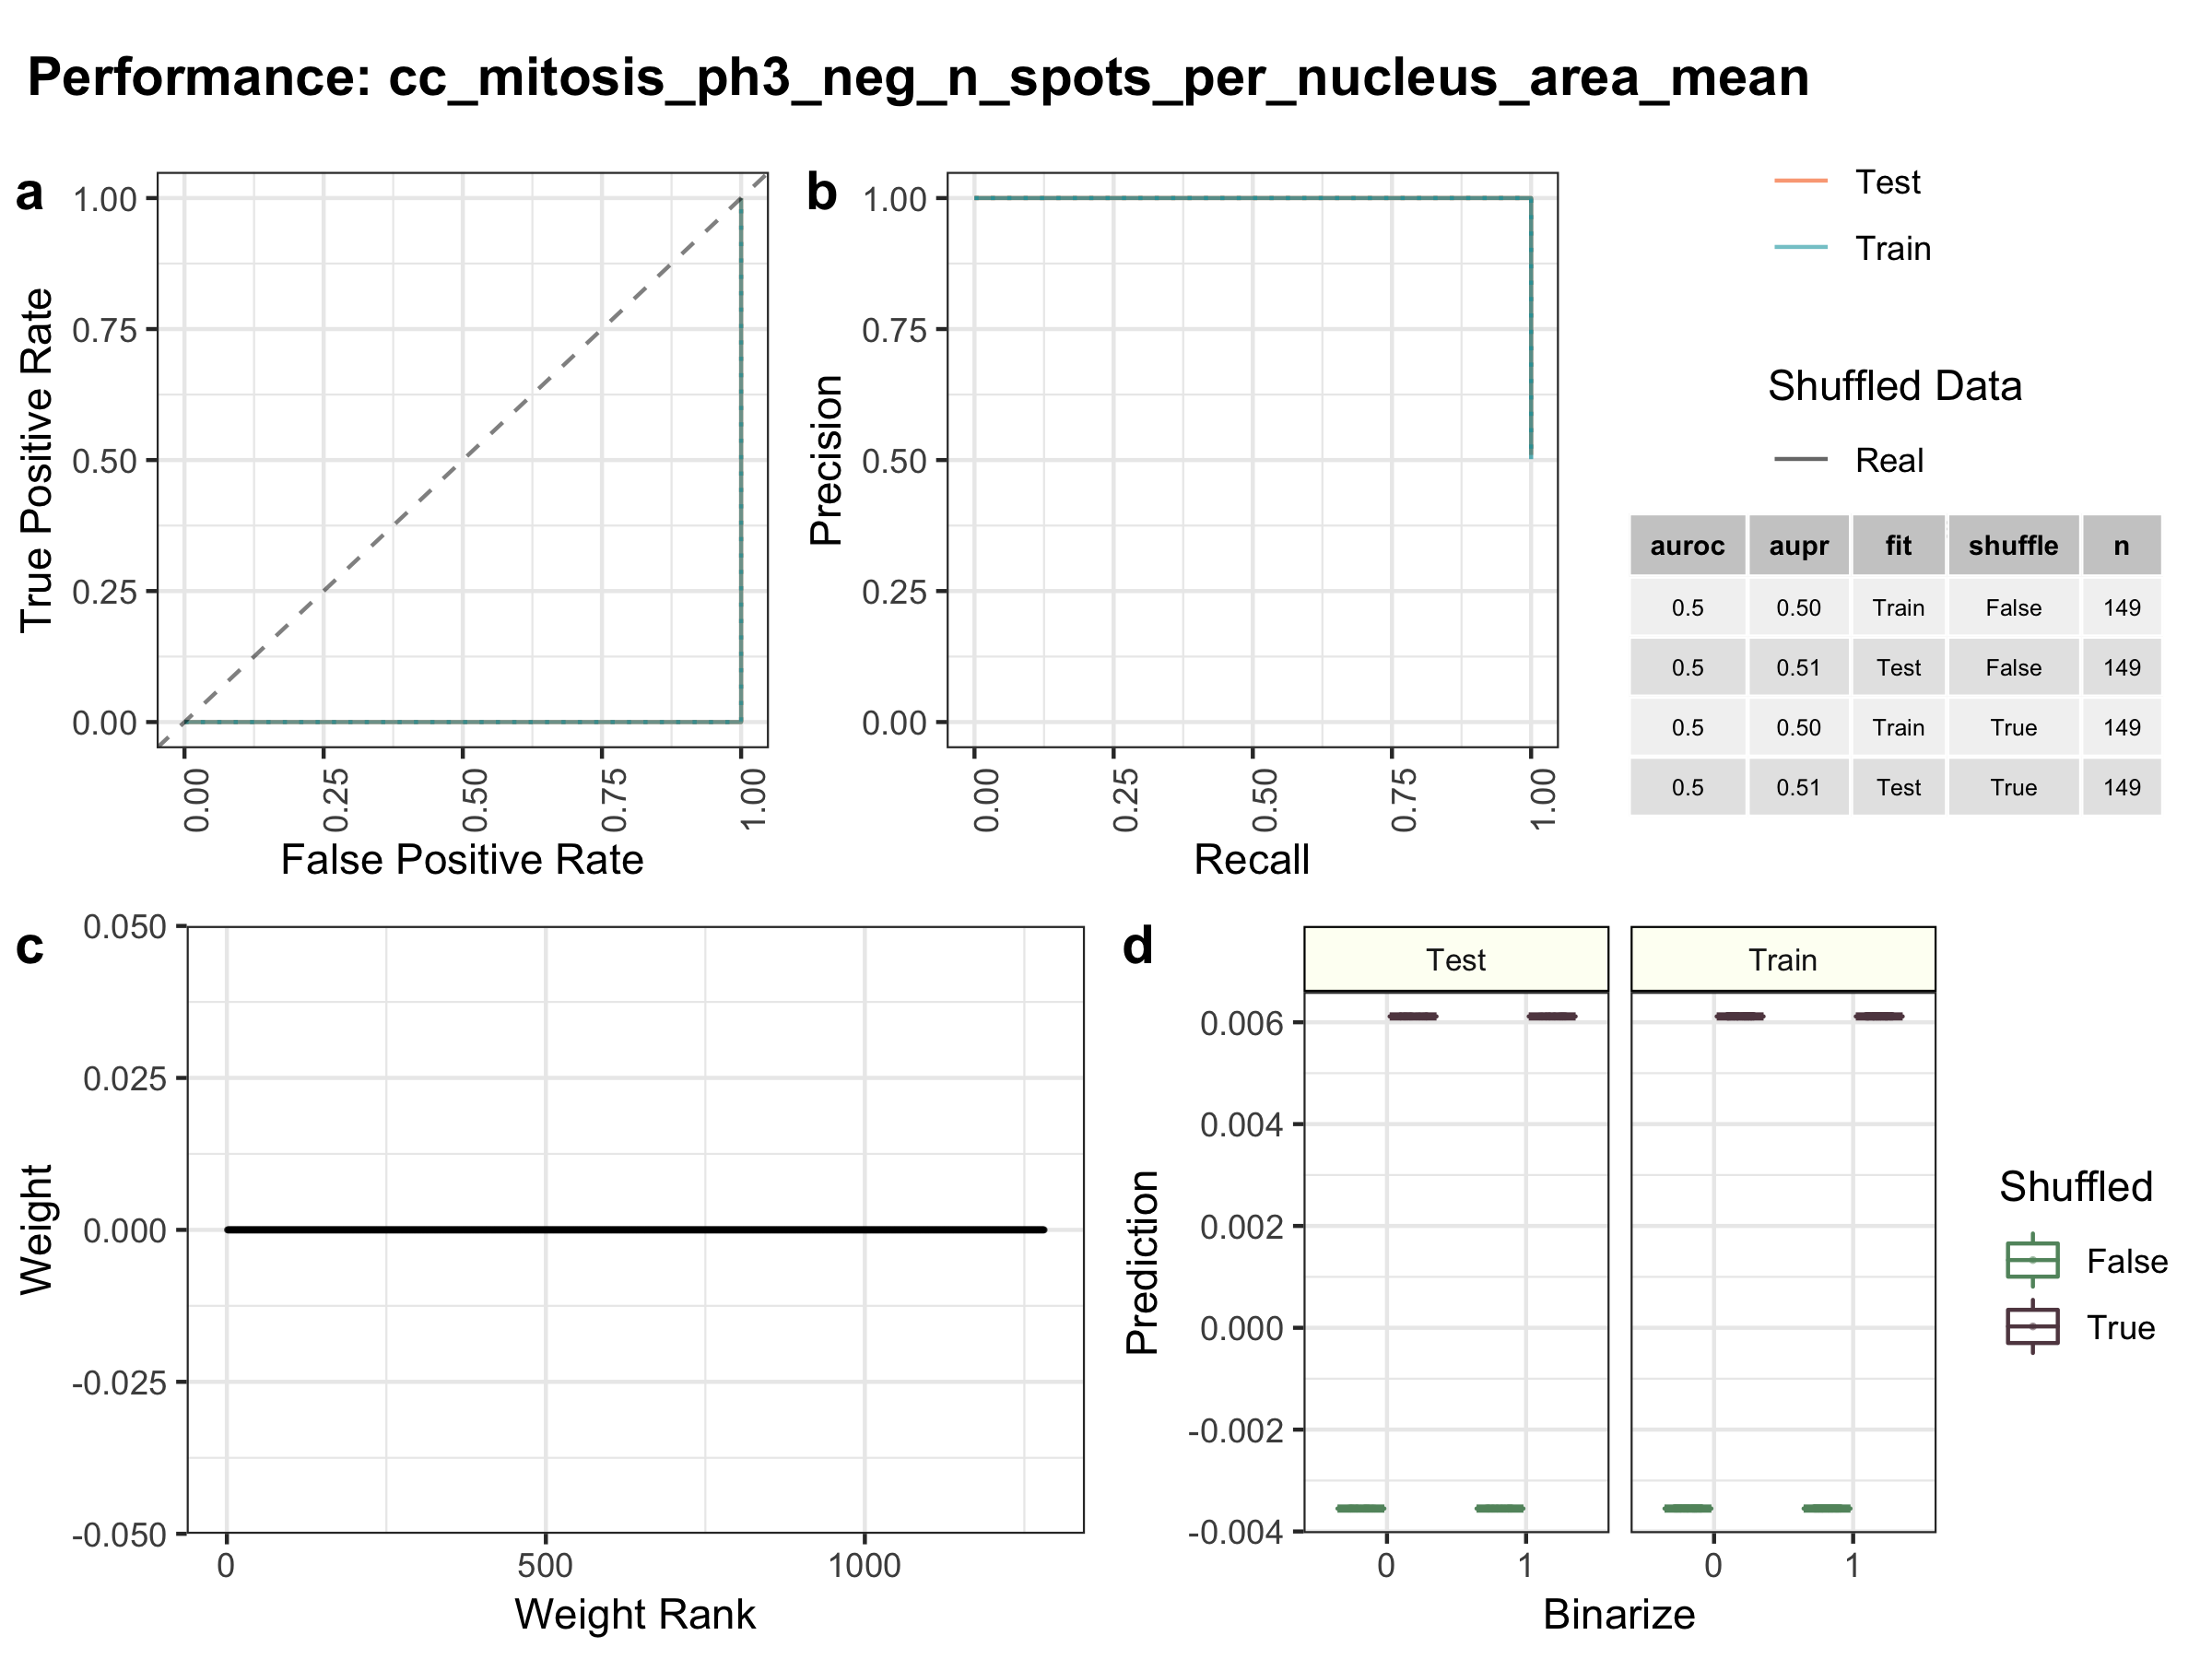 Performance: cc_mitosis_ph3_neg_n_spots_per_nucleus_area_mean
a
True Positive Rate
1.00
0.75
0.50
0.25
0.00
0.00 0.25 0.50 0.75 1.00
False Positive Rate
b
Precision
1.00
0.75
0.50
0.25
0.00
0.00 0.25 0.50 0.75 1.00
Recall
Test
Train
Shuffled Data
Real
auroc aupr fit shuffle n
0.5 0.50 Train False 149
0.5 0.51 Test False 149
0.5 0.50 Train True 149
0.5 0.51 Test True 149
c
Weight
0.050
0.025
0.000
-0.025
-0.050
0 500 1000
Weight Rank
d
Test Train
Prediction
0.006
0.004
0.002
0.000
-0.002
-0.004
0 1 0 1
Binarize
Shuffled
False
True